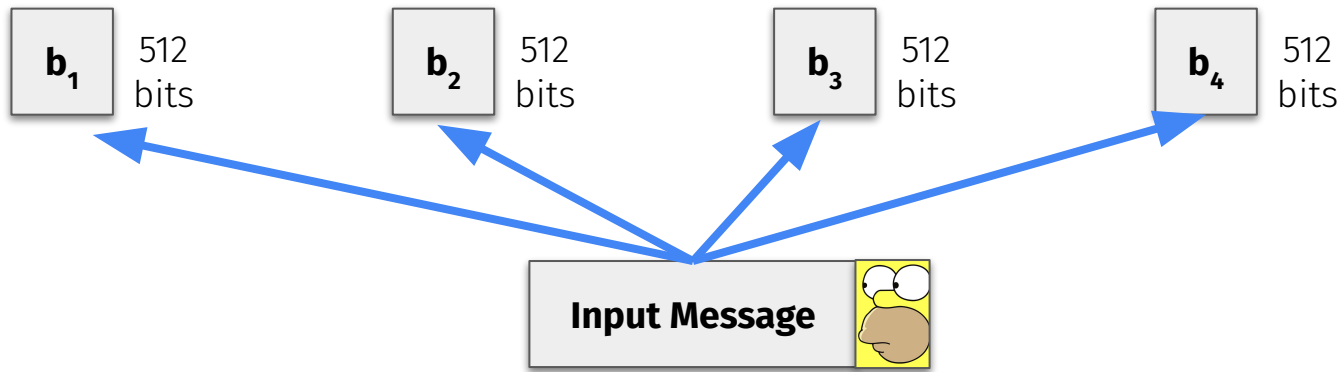 b₁ 512 bits
b₂ 512 bits
b₃ 512 bits
b₄ 512 bits
Input Message